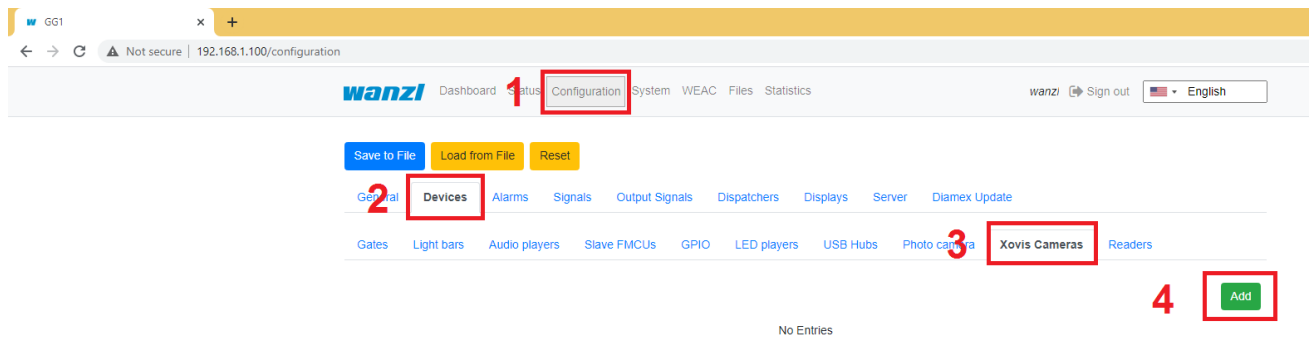 w GG1 × +
Not secure | 192.168.1.100/configuration
wanzl Dashboard Status 1 Configuration System WEAC Files Statistics wanzl Sign out English
Save to File Load from File Reset
General 2 Devices Alarms Signals Output Signals Dispatchers Displays Server Diamex Update
Gates Light bars Audio players Slave FMCUs GPIO LED players USB Hubs Photo camera 3 Xovis Cameras Readers
4 Add
No Entries